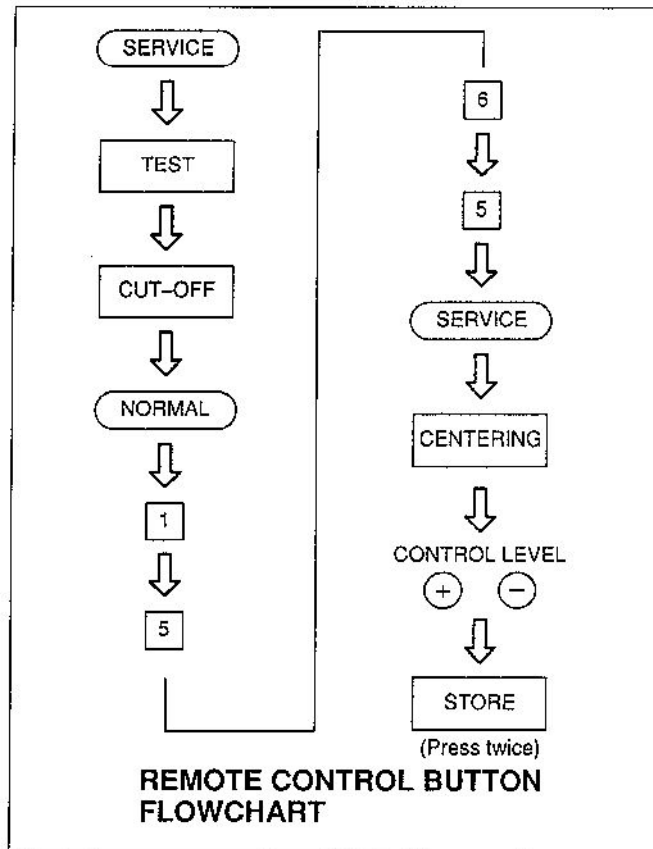 SERVICE
TEST
CUT-OFF
NORMAL
1
5
6
5
SERVICE
CENTERING
CONTROL LEVEL
+ −
STORE
(Press twice)
REMOTE CONTROL BUTTON
FLOWCHART